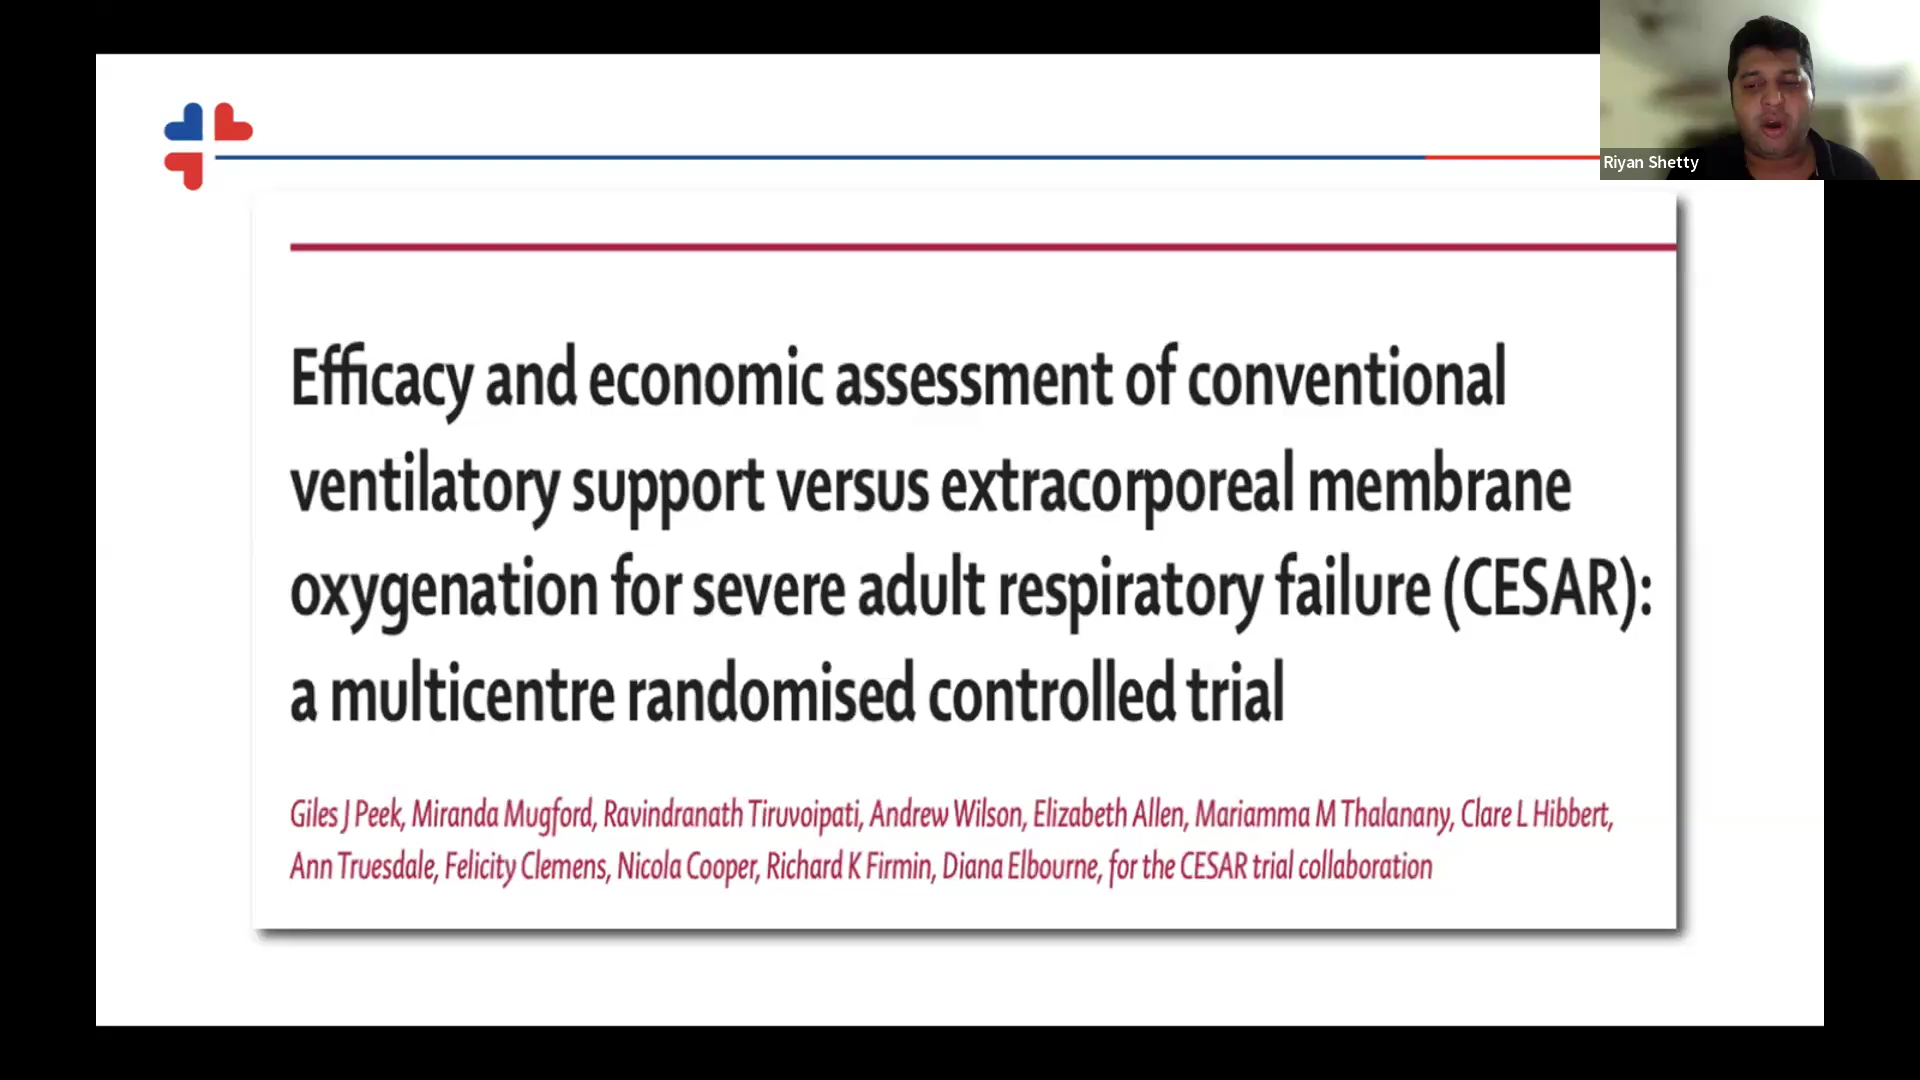 Riyan Shetty
Efficacy and economic assessment of conventional
ventilatory support versus extracorporeal membrane
oxygenation for severe adult respiratory failure (CESAR):
a multicentre randomised controlled trial
Giles J Peek, Miranda Mugford, Ravindranath Tiruvoipati, Andrew Wilson, Elizabeth Allen, Mariamma M Thalanany, Clare L Hibbert,
Ann Truesdale, Felicity Clemens, Nicola Cooper, Richard K Firmin, Diana Elbourne, for the CESAR trial collaboration